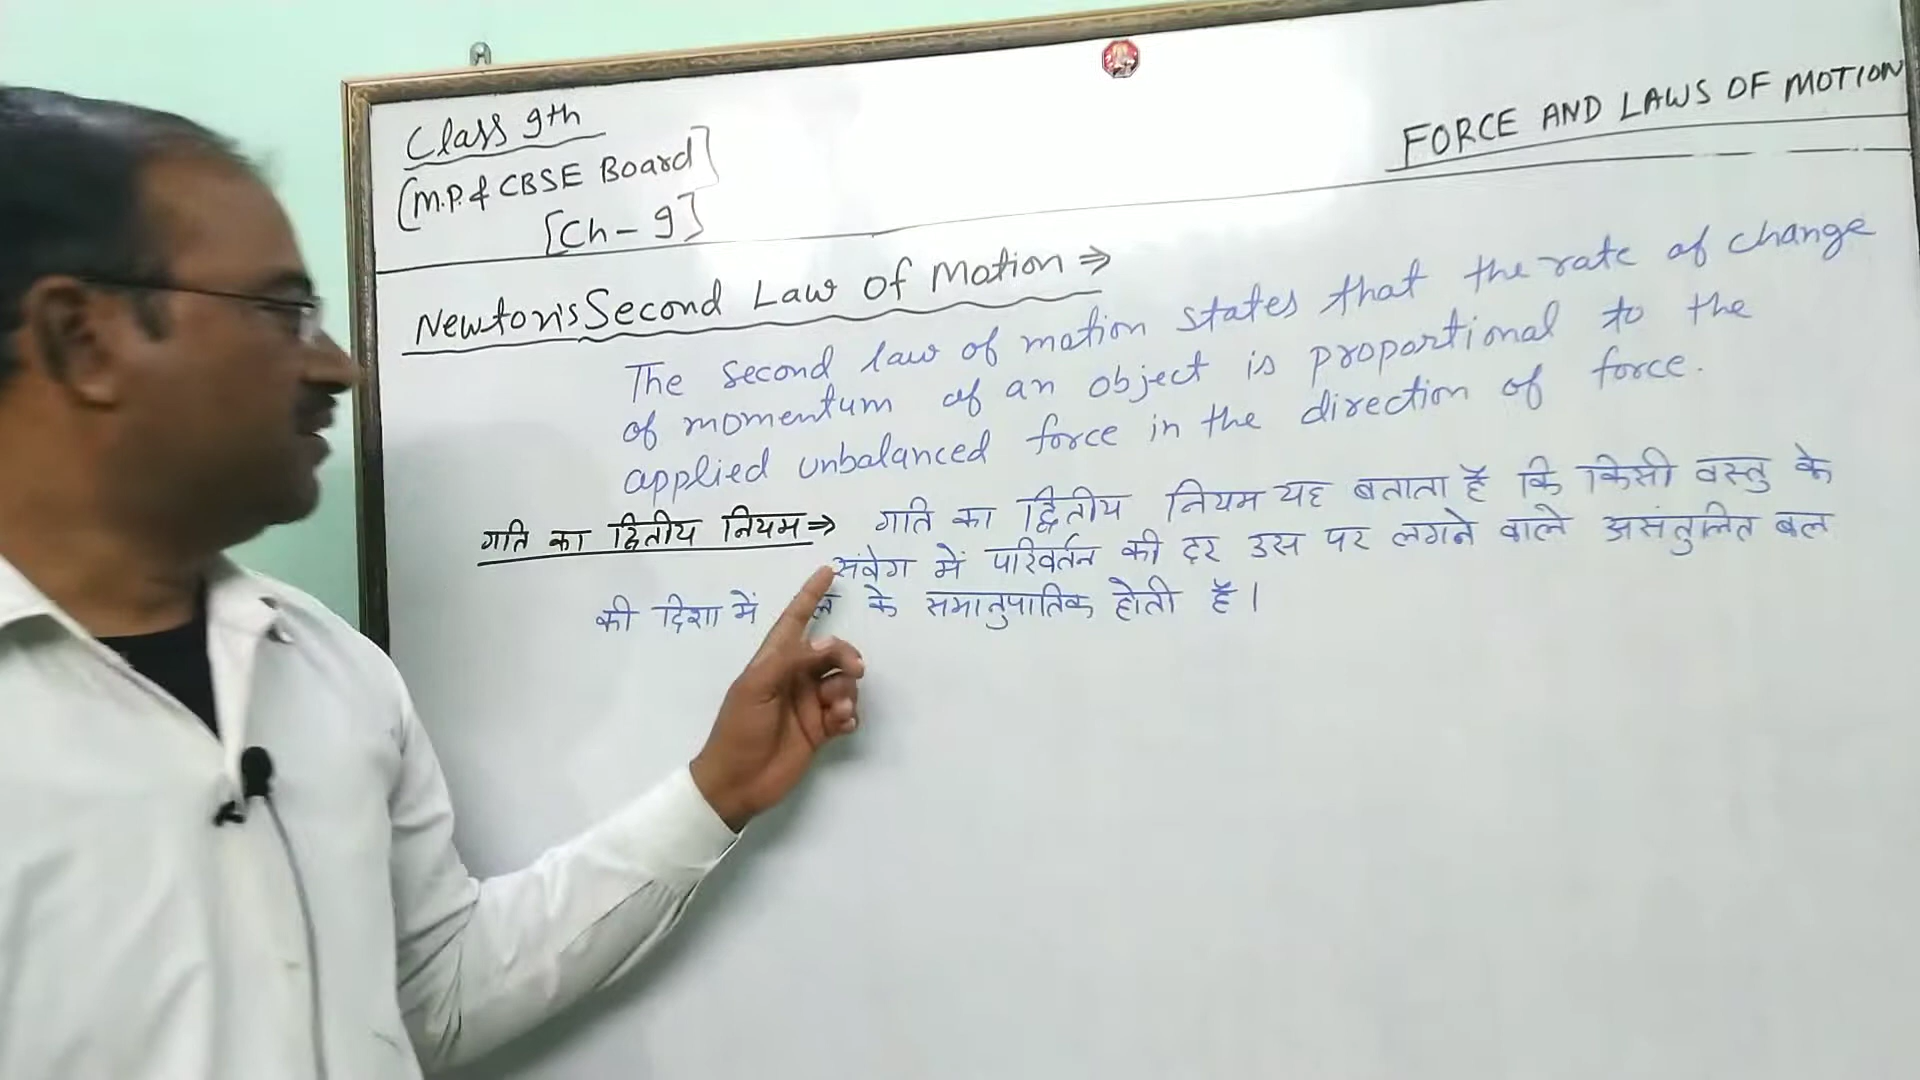 Class 9th
[M.P. & CBSE Board]
[Ch - 9]
FORCE AND LAWS OF MOTION
Newton's Second Law Of Motion ⇒
The second law of motion states that the rate of change
of momentum of an object is proportional to the
applied unbalanced force in the direction of force.
गति का द्वितीय नियम ⇒ गति का द्वितीय नियम यह बताता है कि किसी वस्तु के
संवेग में परिवर्तन की दर उस पर लगने वाले असंतुलित बल
की दिशा में के समानुपातिक होती है ।